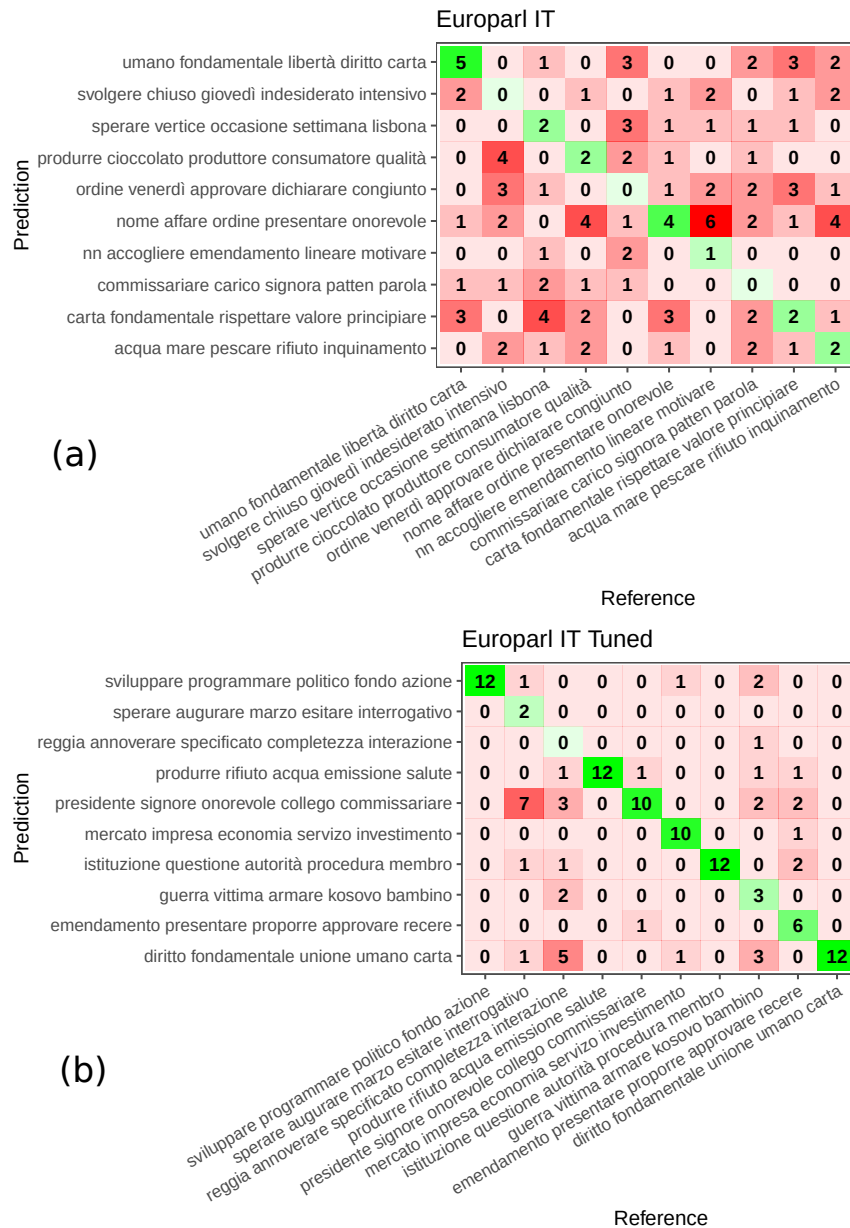 Europarl IT
umano fondamentale libertà diritto carta 5 0 1 0 3 0 0 2 3 2
svolgere chiuso giovedì indesiderato intensivo 2 0 0 1 0 1 2 0 1 2
sperare vertice occasione settimana lisbona 0 0 2 0 3 1 1 1 1 0
produrre cioccolato produttore consumatore qualità 0 4 0 2 2 1 0 1 0 0
ordine venerdì approvare dichiarare congiunto 0 3 1 0 0 1 2 2 3 1
nome affare ordine presentare onorevole 1 2 0 4 1 4 6 2 1 4
nn accogliere emendamento lineare motivare 0 0 1 0 2 0 1 0 0 0
commissariare carico signora patten parola 1 1 2 1 1 0 0 0 0 0
carta fondamentale rispettare valore principiare 3 0 4 2 0 3 0 2 2 1
acqua mare pescare rifiuto inquinamento 0 2 1 2 0 1 0 2 1 2
Prediction
umano fondamentale libertà diritto carta
svolgere chiuso giovedì indesiderato intensivo
sperare vertice occasione settimana lisbona
produrre cioccolato produttore consumatore qualità
ordine venerdì approvare dichiarare congiunto
nome affare ordine presentare onorevole
nn accogliere emendamento lineare motivare
commissariare carico signora patten parola
carta fondamentale rispettare valore principiare
acqua mare pescare rifiuto inquinamento
(a)
Reference
Europarl IT Tuned
sviluppare programmare politico fondo azione 12 1 0 0 0 1 0 2 0 0
sperare augurare marzo esitare interrogativo 0 2 0 0 0 0 0 0 0 0
reggia annoverare specificato completezza interazione 0 0 0 0 0 0 0 1 0 0
produrre rifiuto acqua emissione salute 0 0 1 12 1 0 0 1 1 0
presidente signore onorevole collego commissariare 0 7 3 0 10 0 0 2 2 0
mercato impresa economia servizo investimento 0 0 0 0 0 10 0 0 1 0
istituzione questione autorità procedura membro 0 1 1 0 0 0 12 0 2 0
guerra vittima armare kosovo bambino 0 0 2 0 0 0 0 3 0 0
emendamento presentare proporre approvare recere 0 0 0 0 1 0 0 0 6 0
diritto fondamentale unione umano carta 0 1 5 0 0 1 0 3 0 12
Prediction
sviluppare programmare politico fondo azione
sperare augurare marzo esitare interrogativo
reggia annoverare specificato completezza interazione
produrre rifiuto acqua emissione salute
presidente signore onorevole collego commissariare
mercato impresa economia servizo investimento
istituzione questione autorità procedura membro
guerra vittima armare kosovo bambino
emendamento presentare proporre approvare recere
diritto fondamentale unione umano carta
(b)
Reference